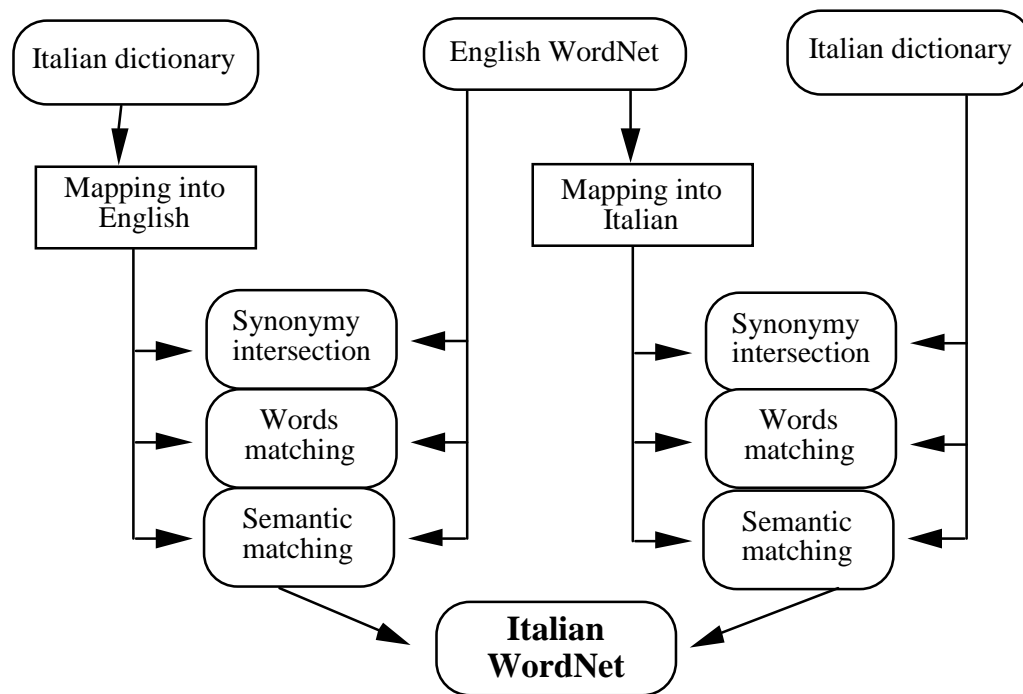 Italian dictionary
English WordNet
Italian dictionary
Mapping into
English
Mapping into
Italian
Synonymy
intersection
Words
matching
Semantic
matching
Synonymy
intersection
Words
matching
Semantic
matching
Italian
WordNet